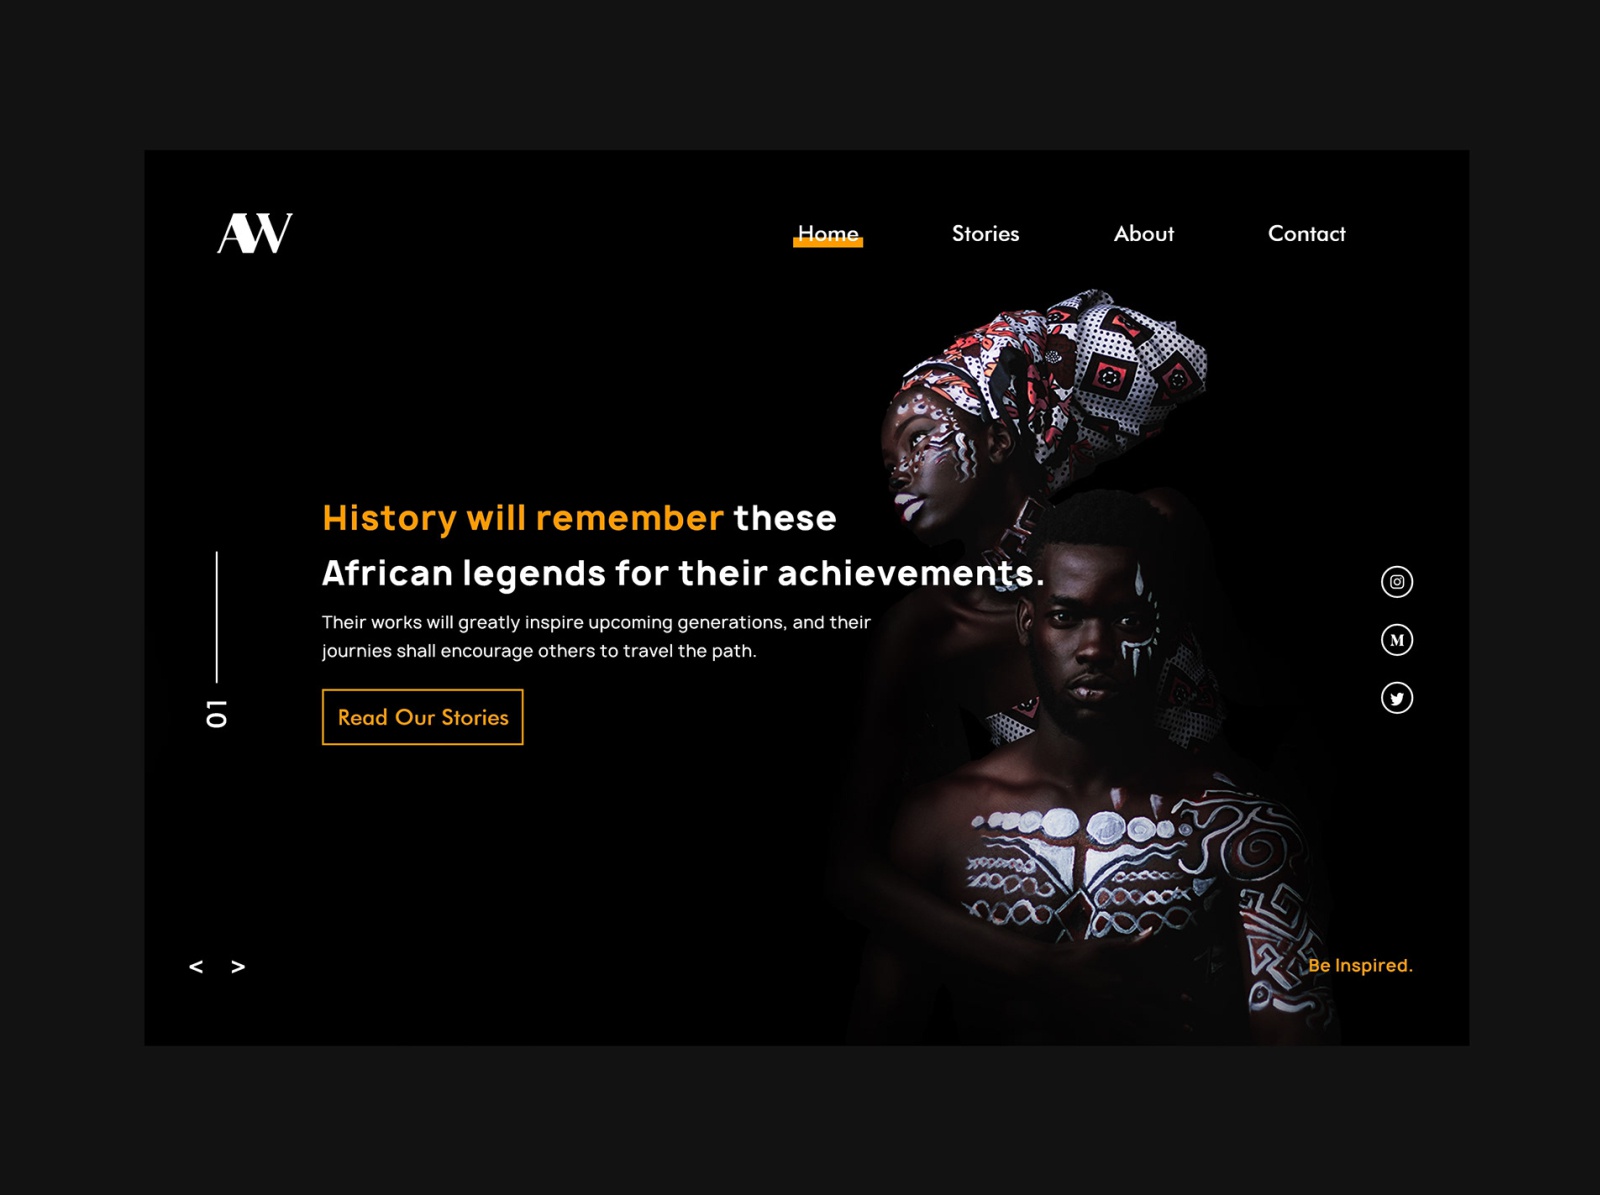 AW
Home
Stories
About
Contact
History will remember these
African legends for their achievements.
Their works will greatly inspire upcoming generations, and their
journies shall encourage others to travel the path.
Read Our Stories
01
M
< >
Be Inspired.